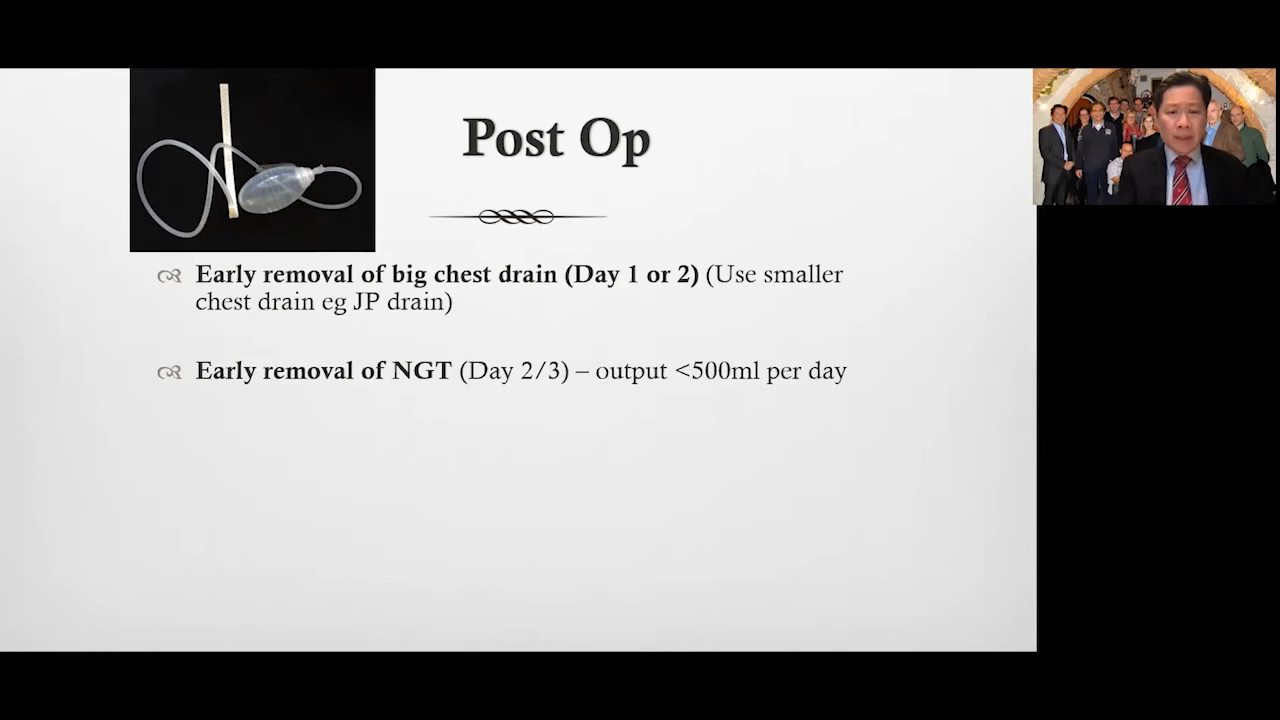 Post Op
Early removal of big chest drain (Day 1 or 2) (Use smaller
chest drain eg JP drain)
Early removal of NGT (Day 2/3) – output <500ml per day